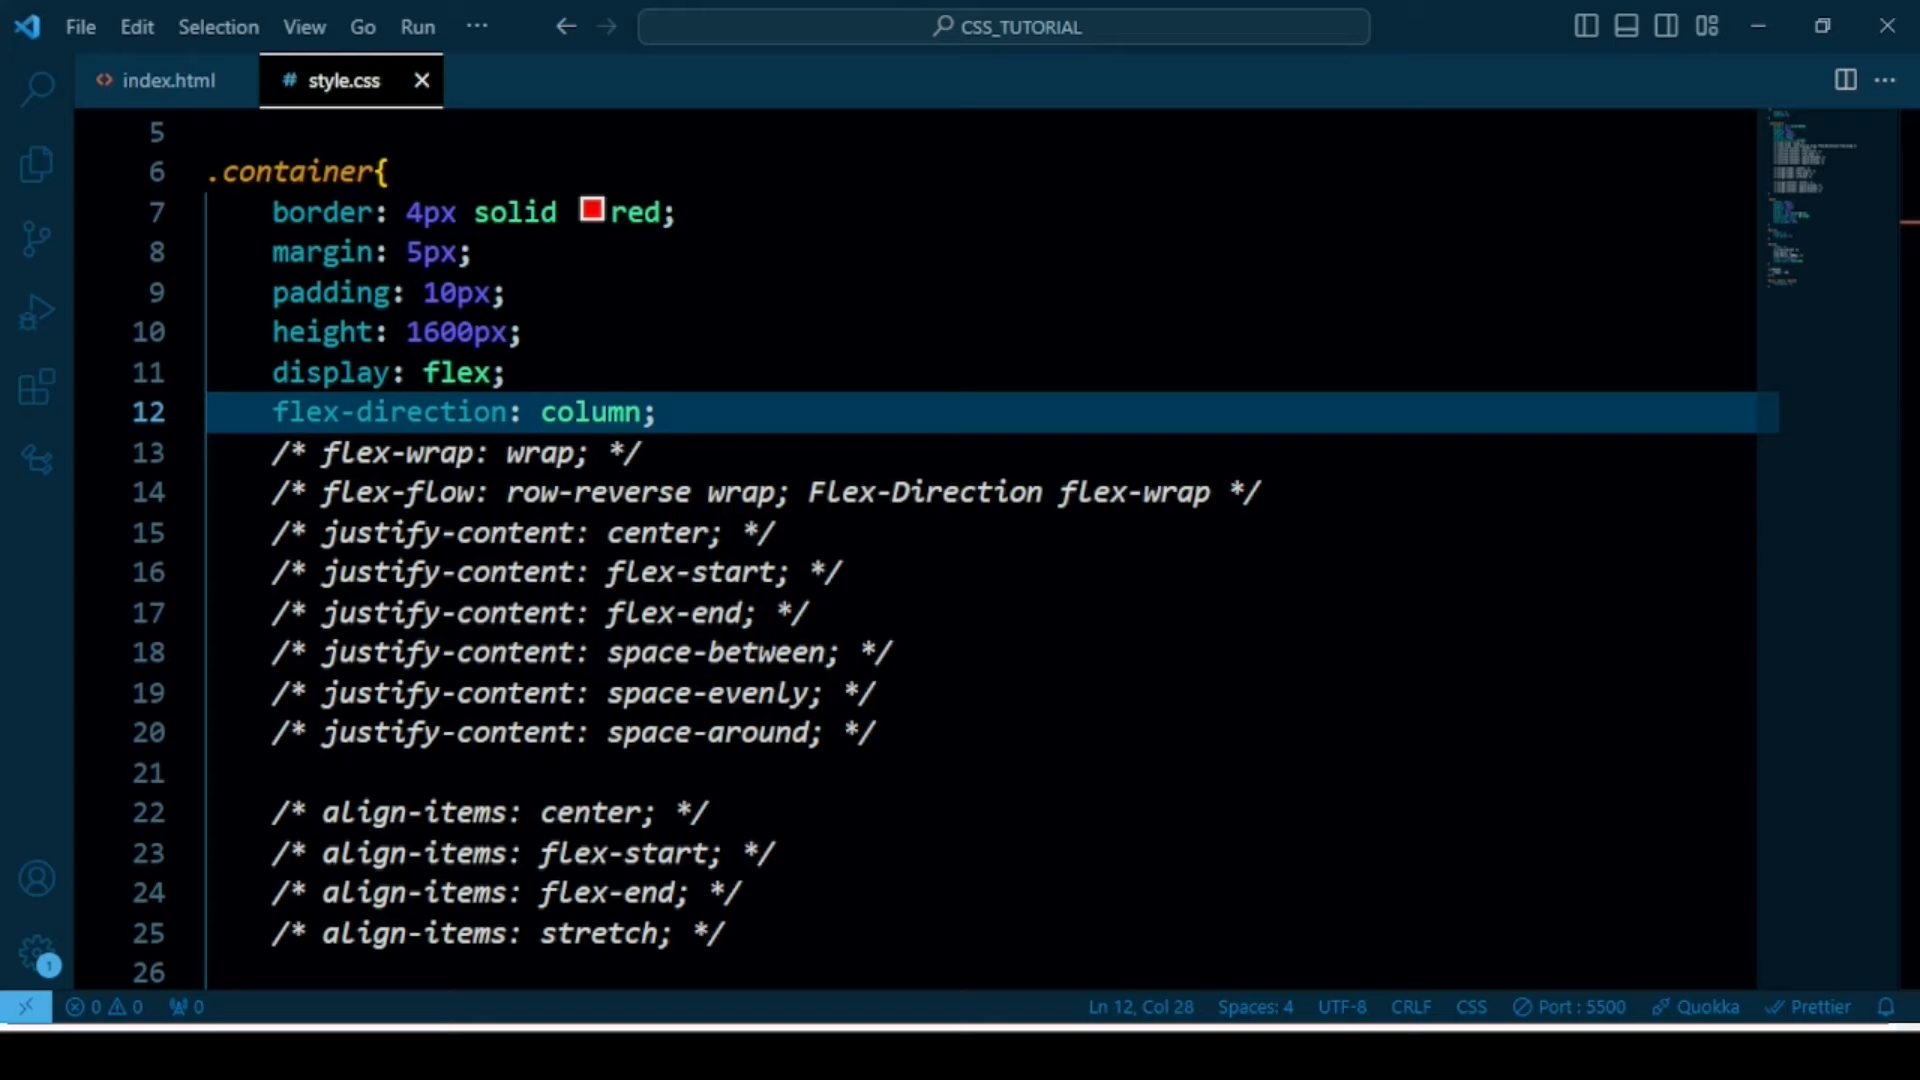 File Edit Selection View Go Run ··· CSS_TUTORIAL
index.html # style.css
5
6 .container{
7 border: 4px solid red;
8 margin: 5px;
9 padding: 10px;
10 height: 1600px;
11 display: flex;
12 flex-direction: column;
13 /* flex-wrap: wrap; */
14 /* flex-flow: row-reverse wrap; Flex-Direction flex-wrap */
15 /* justify-content: center; */
16 /* justify-content: flex-start; */
17 /* justify-content: flex-end; */
18 /* justify-content: space-between; */
19 /* justify-content: space-evenly; */
20 /* justify-content: space-around; */
21
22 /* align-items: center; */
23 /* align-items: flex-start; */
24 /* align-items: flex-end; */
25 /* align-items: stretch; */
26
1
0 0 0 Ln 12, Col 28 Spaces: 4 UTF-8 CRLF CSS Port : 5500 Quokka Prettier